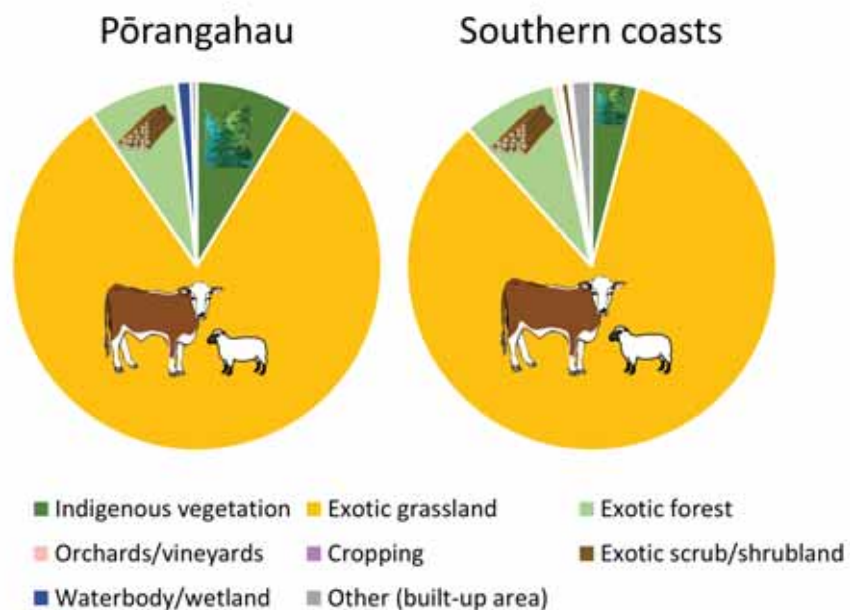 Pōrangahau
Southern coasts
Indigenous vegetation
Exotic grassland
Exotic forest
Orchards/vineyards
Cropping
Exotic scrub/shrubland
Waterbody/wetland
Other (built-up area)